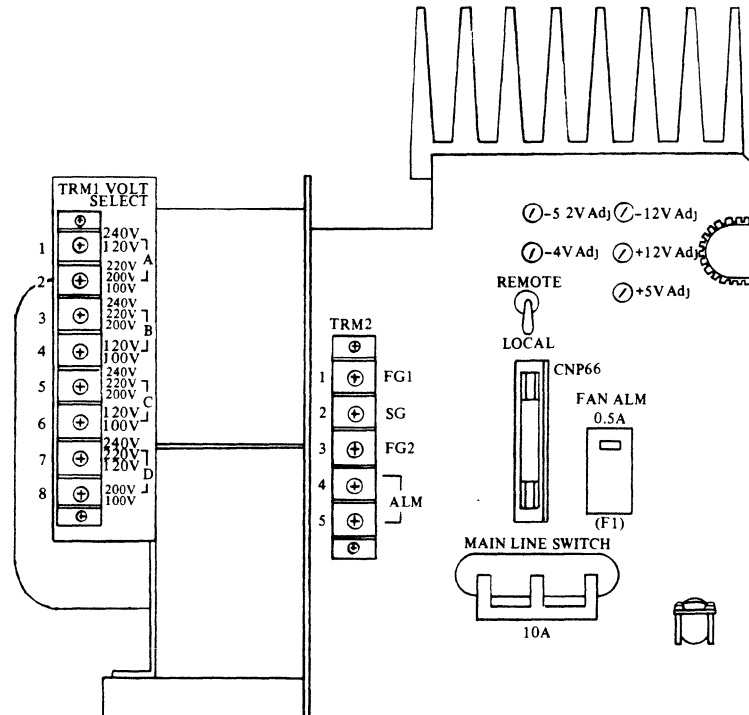 TRM1 VOLT
SELECT
1
240V
120V
A
2
220V
200V
100V
3
240V
220V
200V
B
4
120V
100V
5
240V
220V
200V
C
6
120V
100V
7
240V
220V
120V
D
8
200V
100V
TRM2
1 FG1
2 SG
3 FG2
4
ALM
5
-5 2V Adj -12V Adj
-4V Adj +12V Adj
+5V Adj
REMOTE
LOCAL
CNP66
FAN ALM
0.5A
(F1)
MAIN LINE SWITCH
10A